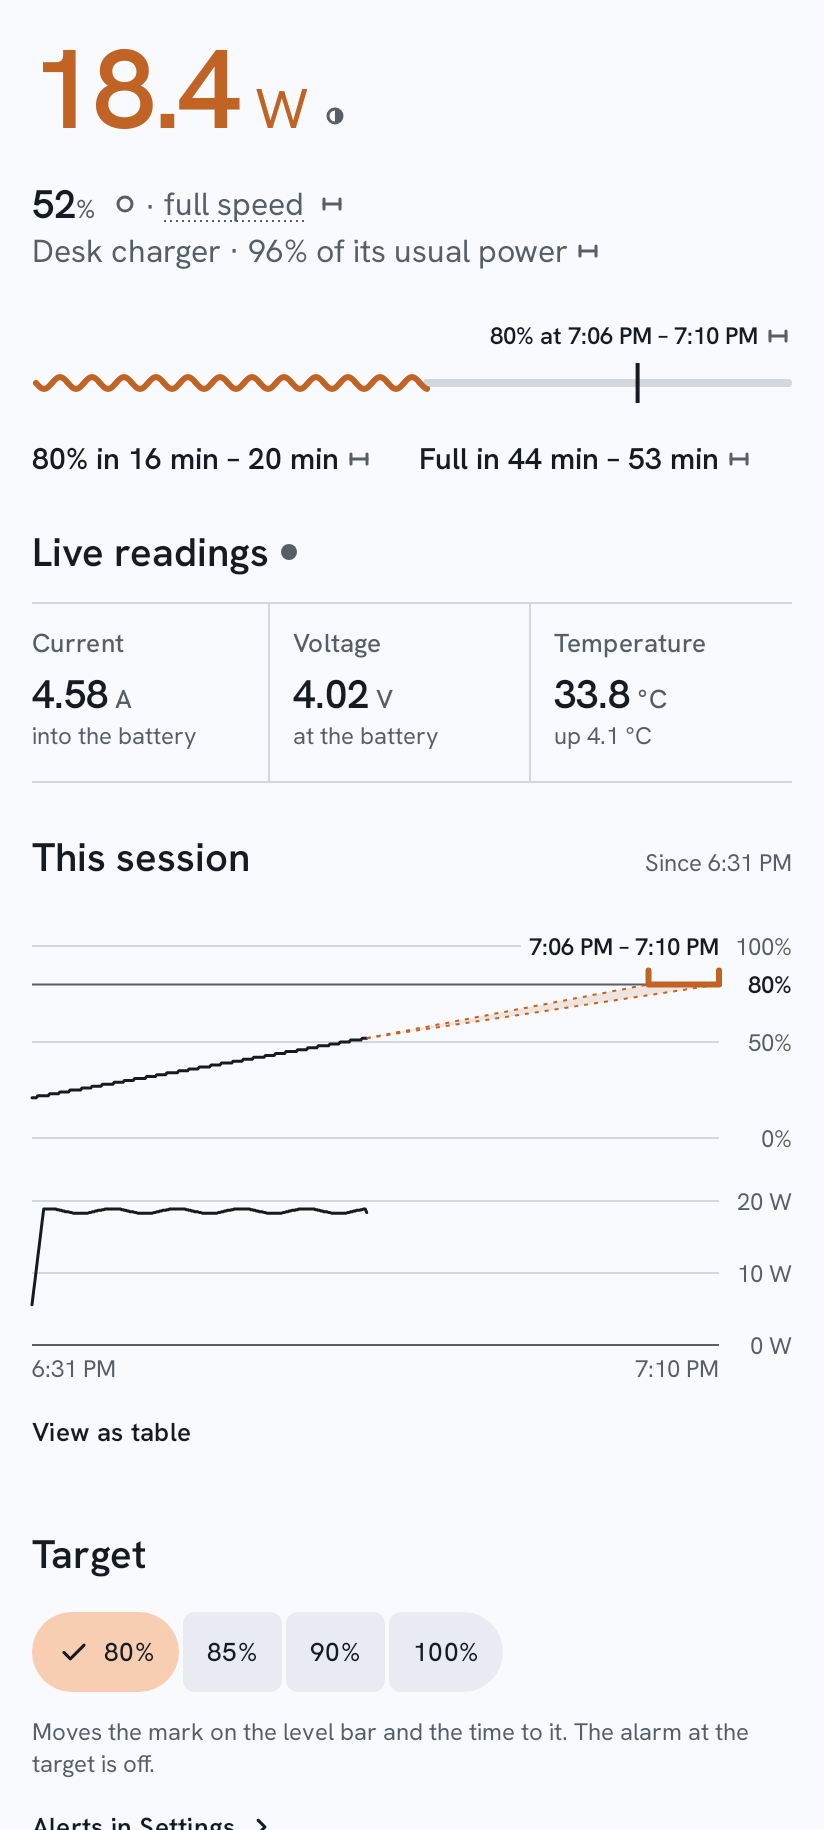 18.4 W
52% · full speed
Desk charger · 96% of its usual power
80% at 7:06 PM – 7:10 PM
80% in 16 min – 20 min Full in 44 min – 53 min
Live readings
Current Voltage Temperature
4.58 A 4.02 V 33.8 °C
into the battery at the battery up 4.1 °C
This session Since 6:31 PM
7:06 PM – 7:10 PM 100%
80%
50%
0%
20 W
10 W
0 W
6:31 PM 7:10 PM
View as table
Target
80% 85% 90% 100%
Moves the mark on the level bar and the time to it. The alarm at the
target is off.
Alerts in Settings